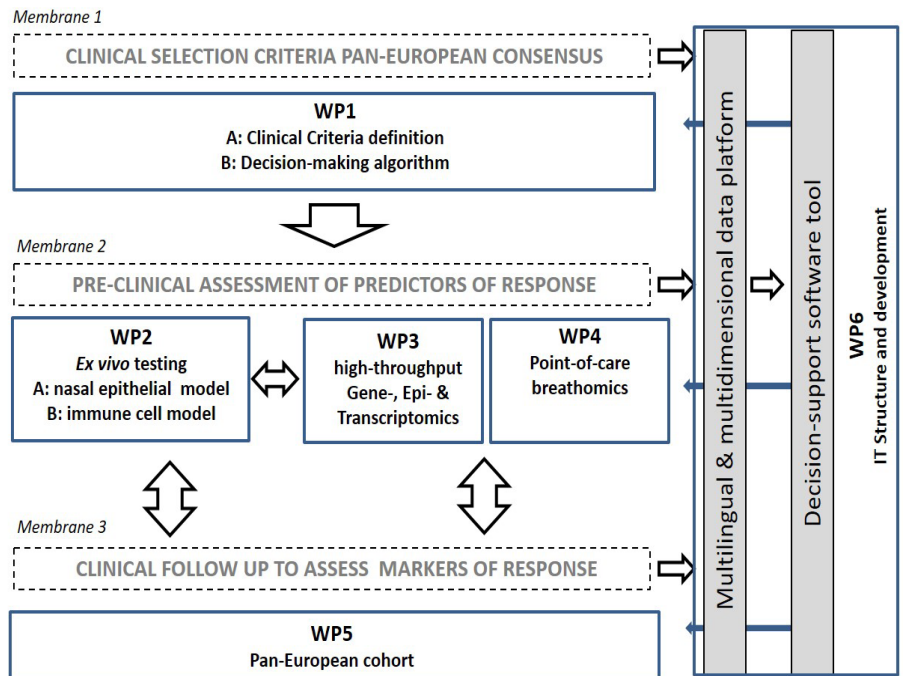 Membrane 1
CLINICAL SELECTION CRITERIA PAN-EUROPEAN CONSENSUS
WP1
A: Clinical Criteria definition
B: Decision-making algorithm
Membrane 2
PRE-CLINICAL ASSESSMENT OF PREDICTORS OF RESPONSE
WP2
Ex vivo testing
A: nasal epithelial model
B: immune cell model
WP3
high-throughput
Gene-, Epi- &
Transcriptomics
WP4
Point-of-care
breathomics
Membrane 3
CLINICAL FOLLOW UP TO ASSESS MARKERS OF RESPONSE
WP5
Pan-European cohort
Multilingual & multidimensional data platform
Decision-support software tool
WP6
IT Structure and development